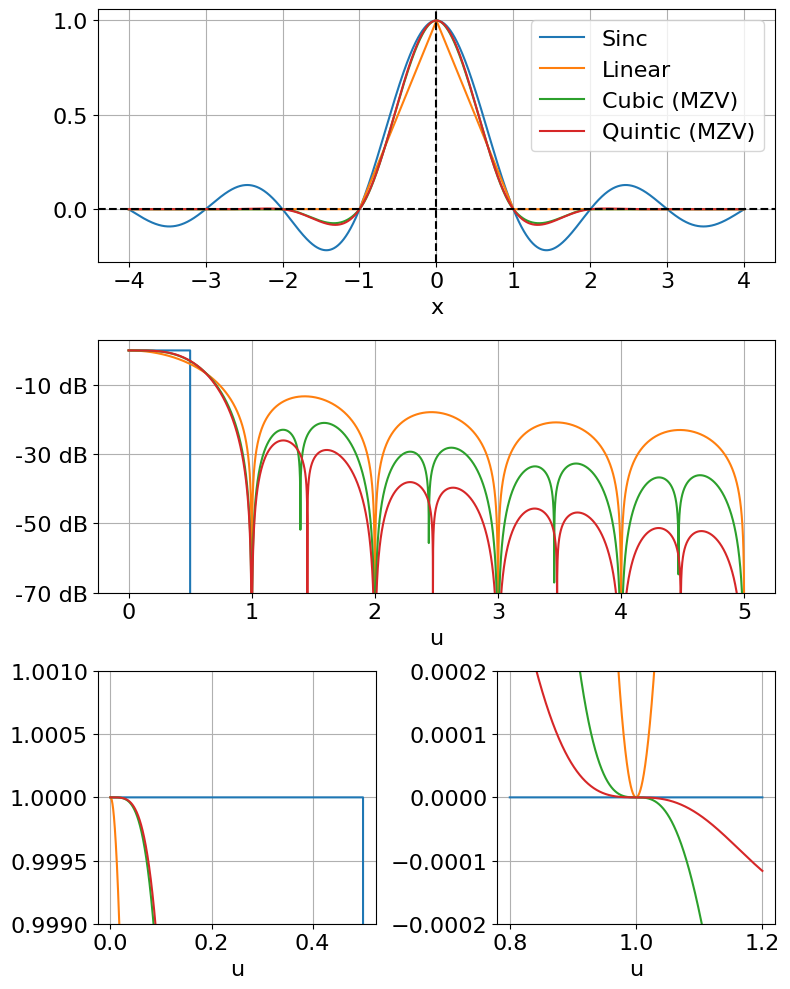 1.0
0.5
0.0
Sinc
Linear
Cubic (MZV)
Quintic (MZV)
−4 −3 −2 −1 0 1 2 3 4
x
-10 dB
-30 dB
-50 dB
-70 dB
0 1 2 3 4 5
u
1.0010
1.0005
1.0000
0.9995
0.9990
0.0 0.2 0.4
u
0.0002
0.0001
0.0000
−0.0001
−0.0002
0.8 1.0 1.2
u